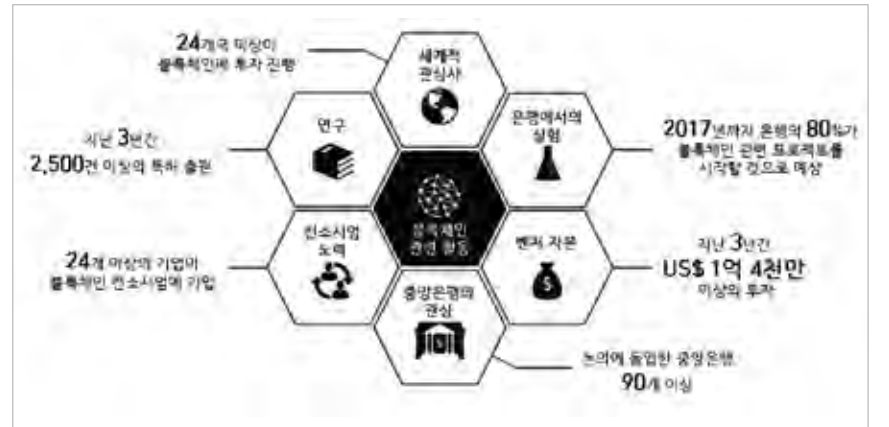 24개국 이상이
블록체인에 투자 진행
세계적
관심사
연구
은행에서의
실험
지난 3년간
2,500건 이상의 특허 출원
2017년까지 은행의 80%가
블록체인 관련 프로젝트를
시작할 것으로 예상
블록체인
관련 활동
컨소시엄
노력
벤처 자본
24개 이상의 기업이
블록체인 컨소시엄에 가입
지난 3년간
US$ 1억 4천만
이상의 투자
$
중앙은행의
관심
논의에 돌입한 중앙은행
90개 이상